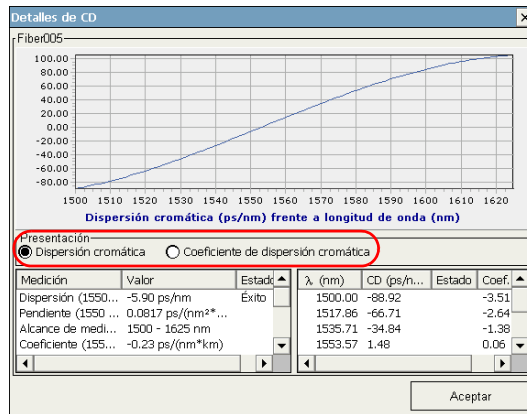 Detalles de CD
Fiber005
100.00
80.00
60.00
40.00
20.00
0.00
-20.00
-40.00
-60.00
-80.00
1500 1510 1520 1530 1540 1550 1560 1570 1580 1590 1600 1610 1620
Dispersión cromática (ps/nm) frente a longitud de onda (nm)
Presentación
Dispersión cromática Coeficiente de dispersión cromática
Medición Valor Estado
Dispersión (1550... -5.90 ps/nm Éxito
Pendiente (1550 ... 0.0817 ps/(nm²*...
Alcance de medi... 1500 - 1625 nm
Coeficiente (155... -0.23 ps/(nm*km)
λ (nm) CD (ps/n... Estado Coef.
1500.00 -88.92 -3.51
1517.86 -66.71 -2.64
1535.71 -34.84 -1.38
1553.57 1.48 0.06
Aceptar